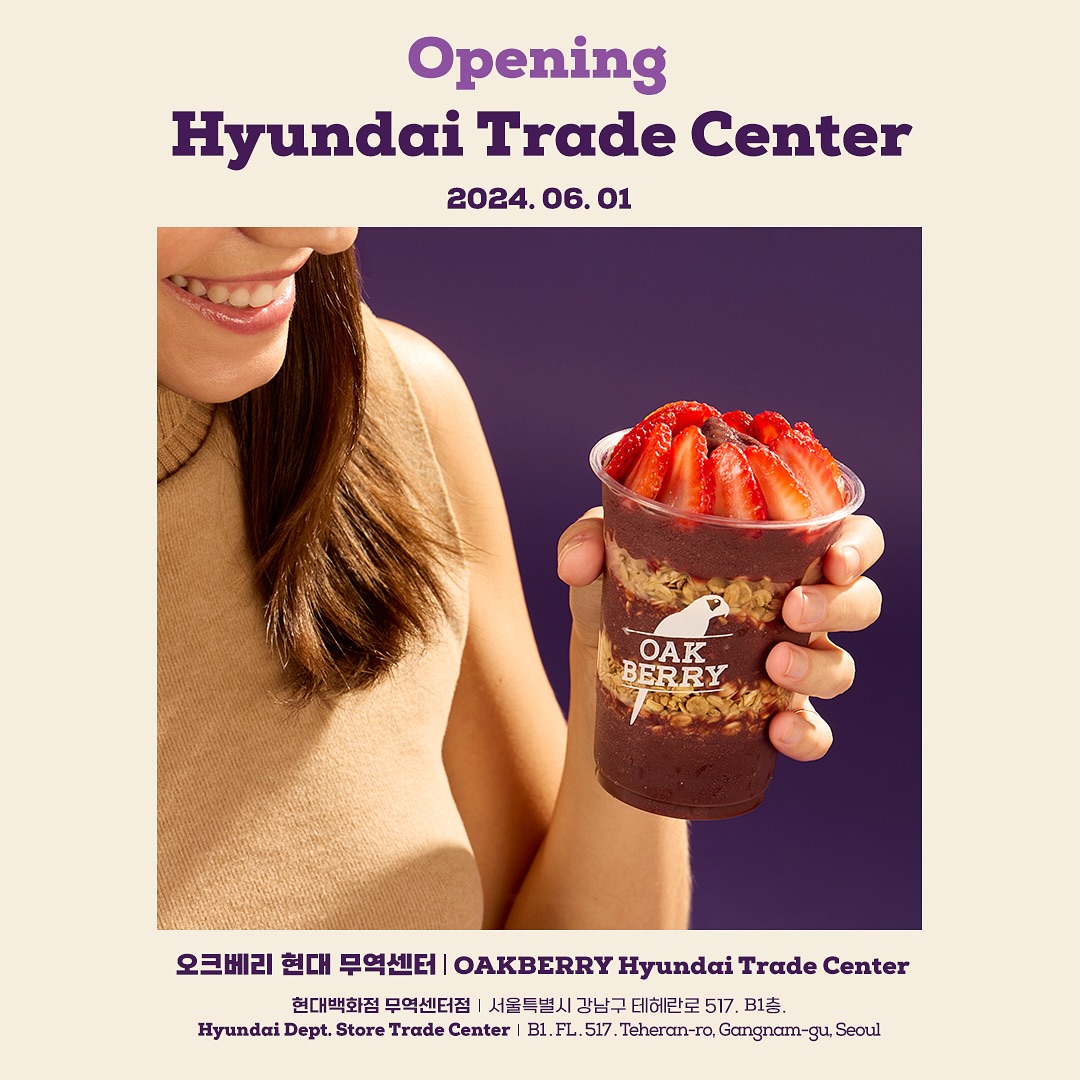 Opening
Hyundai Trade Center
2024. 06. 01
OAK
BERRY
오크베리 현대 무역센터 | OAKBERRY Hyundai Trade Center
현대백화점 무역센터점 | 서울특별시 강남구 테헤란로 517. B1층.
Hyundai Dept. Store Trade Center | B1. FL. 517. Teheran-ro, Gangnam-gu, Seoul